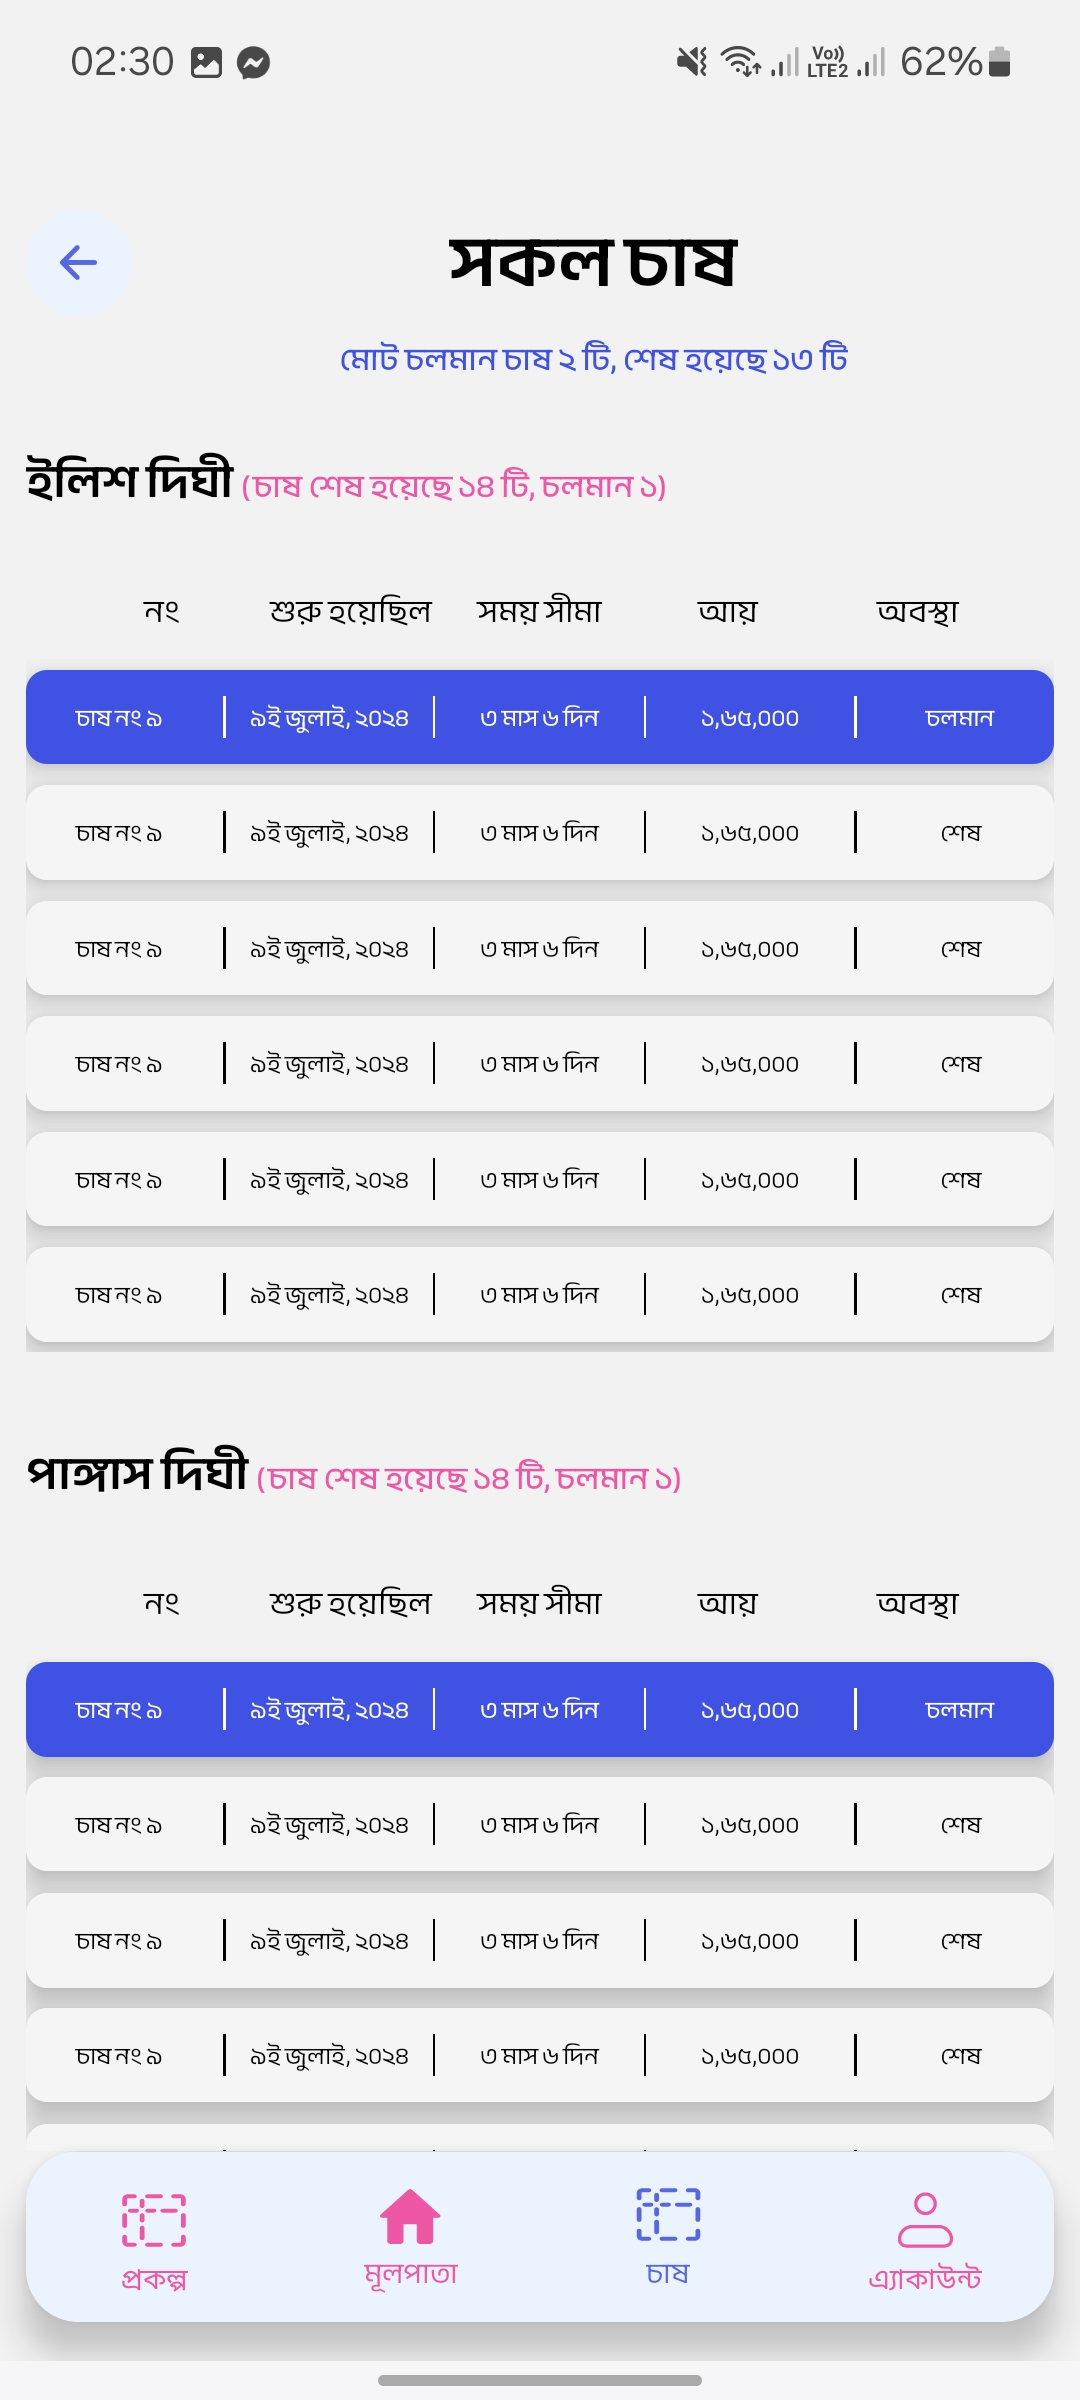 02:30 Vo)) LTE2 62%
সকল চাষ
মোট চলমান চাষ ২ টি, শেষ হয়েছে ১৩ টি
ইলিশ দিঘী (চাষ শেষ হয়েছে ১৪ টি, চলমান ১)
নং শুরু হয়েছিল সময় সীমা আয় অবস্থা
চাষ নং ৯ ৯ই জুলাই, ২০২৪ ৩ মাস ৬ দিন ১,৬৫,০০০ চলমান
চাষ নং ৯ ৯ই জুলাই, ২০২৪ ৩ মাস ৬ দিন ১,৬৫,০০০ শেষ
চাষ নং ৯ ৯ই জুলাই, ২০২৪ ৩ মাস ৬ দিন ১,৬৫,০০০ শেষ
চাষ নং ৯ ৯ই জুলাই, ২০২৪ ৩ মাস ৬ দিন ১,৬৫,০০০ শেষ
চাষ নং ৯ ৯ই জুলাই, ২০২৪ ৩ মাস ৬ দিন ১,৬৫,০০০ শেষ
চাষ নং ৯ ৯ই জুলাই, ২০২৪ ৩ মাস ৬ দিন ১,৬৫,০০০ শেষ
পাঙ্গাস দিঘী (চাষ শেষ হয়েছে ১৪ টি, চলমান ১)
নং শুরু হয়েছিল সময় সীমা আয় অবস্থা
চাষ নং ৯ ৯ই জুলাই, ২০২৪ ৩ মাস ৬ দিন ১,৬৫,০০০ চলমান
চাষ নং ৯ ৯ই জুলাই, ২০২৪ ৩ মাস ৬ দিন ১,৬৫,০০০ শেষ
চাষ নং ৯ ৯ই জুলাই, ২০২৪ ৩ মাস ৬ দিন ১,৬৫,০০০ শেষ
চাষ নং ৯ ৯ই জুলাই, ২০২৪ ৩ মাস ৬ দিন ১,৬৫,০০০ শেষ
প্রকল্প মূলপাতা চাষ এ্যাকাউন্ট